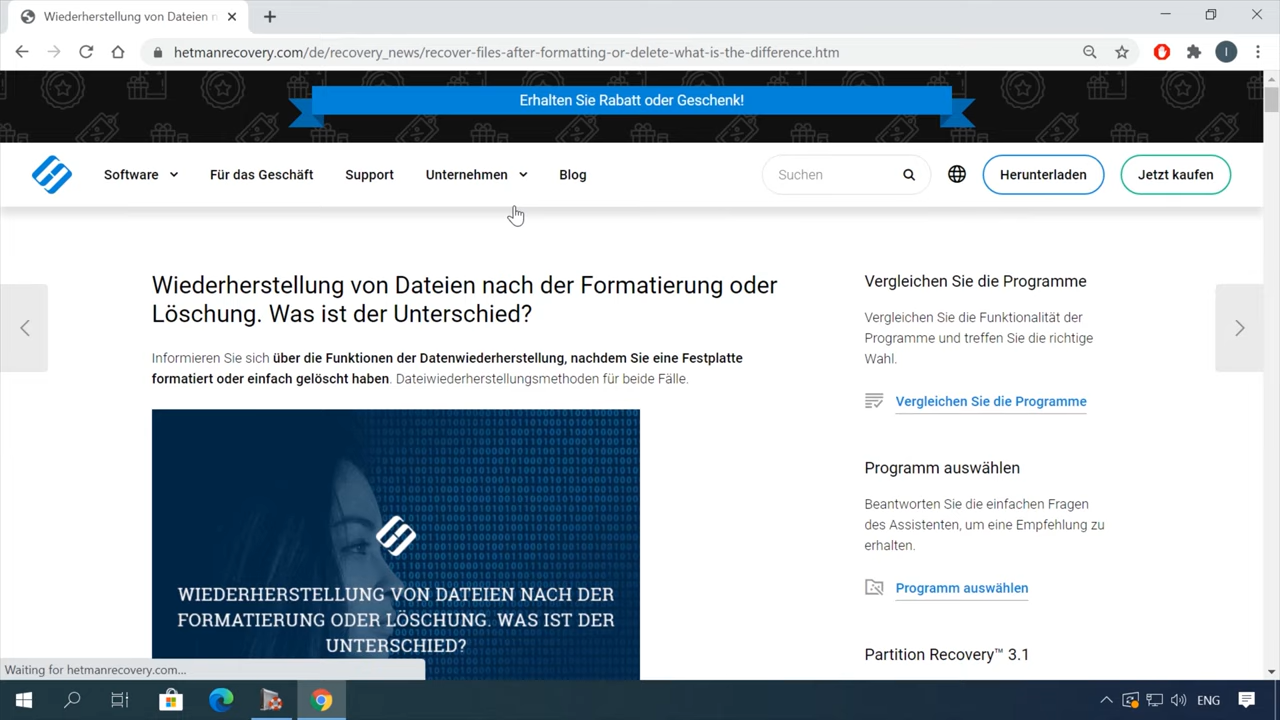 Wiederherstellung von Dateien n
hetmanrecovery.com/de/recovery_news/recover-files-after-formatting-or-delete-what-is-the-difference.htm
I
Erhalten Sie Rabatt oder Geschenk!
Software
Für das Geschäft
Support
Unternehmen
Blog
Suchen
Herunterladen
Jetzt kaufen
Wiederherstellung von Dateien nach der Formatierung oder
Löschung. Was ist der Unterschied?
Informieren Sie sich über die Funktionen der Datenwiederherstellung, nachdem Sie eine Festplatte
formatiert oder einfach gelöscht haben. Dateiwiederherstellungsmethoden für beide Fälle.
WIEDERHERSTELLUNG VON DATEIEN NACH DER
FORMATIERUNG ODER LÖSCHUNG. WAS IST DER
UNTERSCHIED?
Vergleichen Sie die Programme
Vergleichen Sie die Funktionalität der
Programme und treffen Sie die richtige
Wahl.
Vergleichen Sie die Programme
Programm auswählen
Beantworten Sie die einfachen Fragen
des Assistenten, um eine Empfehlung zu
erhalten.
Programm auswählen
Partition Recovery™ 3.1
Waiting for hetmanrecovery.com...
ENG